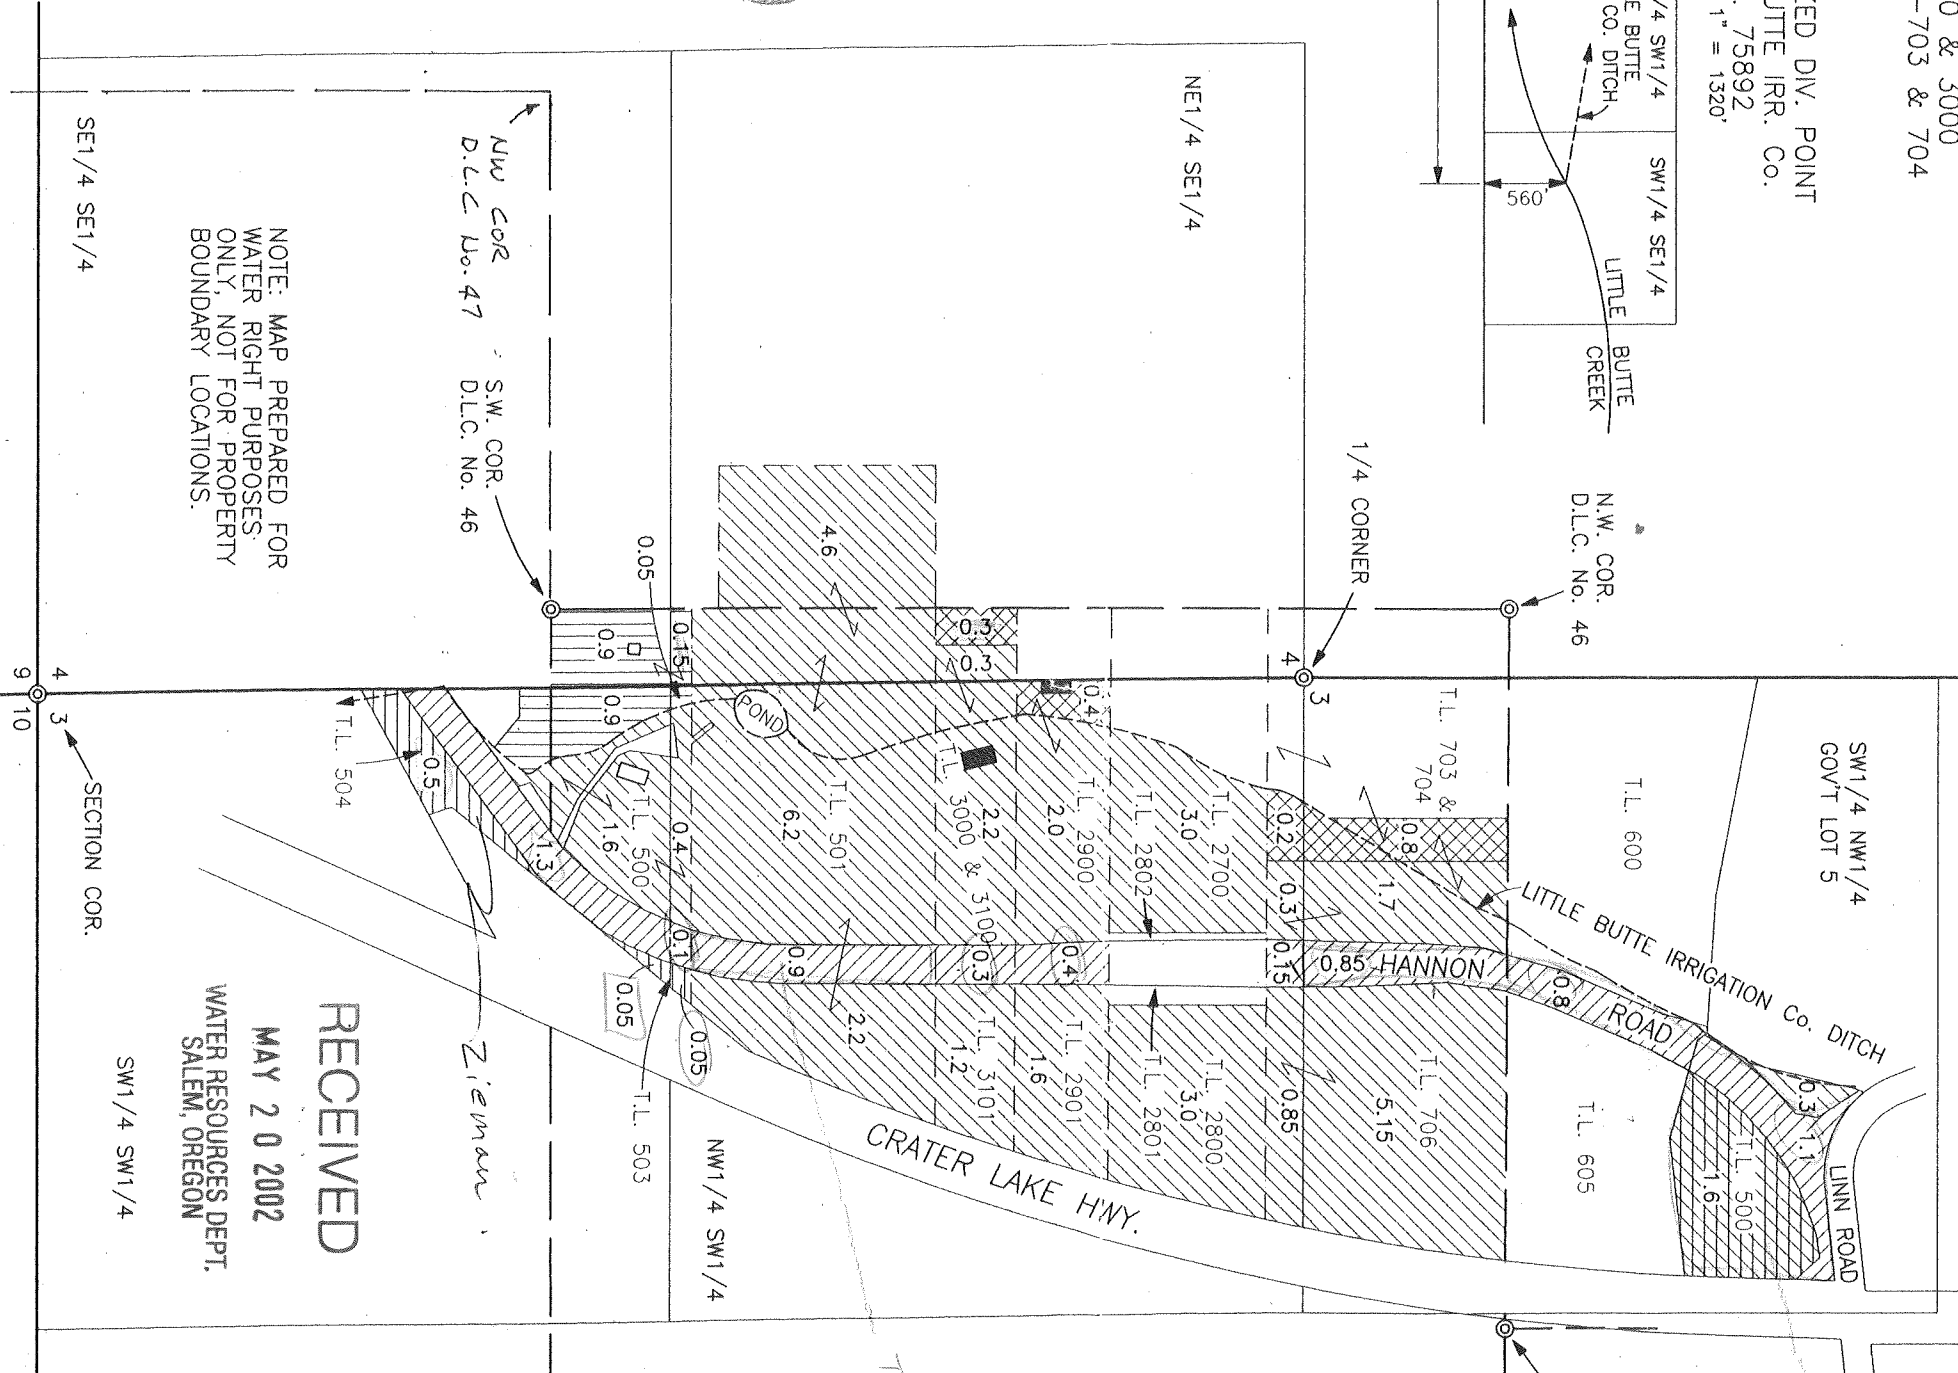 0 & 3000
-703 & 704
ZED DIV. POINT
UTTE IRR. Co.
. 75892
1" = 1320'
/4 SW1/4
SW1/4 SE1/4
E BUTTE
CO. DITCH
560'
LITTLE BUTTE
CREEK
NE1/4 SE1/4
SE1/4 SE1/4
NW COR
D.L.C No. 47
S.W. COR.
D.L.C. No. 46
NOTE: MAP PREPARED FOR
WATER RIGHT PURPOSES
ONLY, NOT FOR PROPERTY
BOUNDARY LOCATIONS.
1/4 CORNER
N.W. COR.
D.L.C. No. 46
SW1/4 NW1/4
GOV'T LOT 5
T.L. 600
T.L. 703 &
704
4
3
LITTLE BUTTE IRRIGATION Co. DITCH
0.8
1.7
0.2
0.3
0.15
0.85
HANNON
ROAD
0.8
0.3
1.1
LINN ROAD
T.L. 5001
1.6
T.L. 605
T.L. 706
5.15
0.85
T.L. 2700
3.0
T.L. 2802
T.L. 2800
3.0
T.L. 2801
0.4
T.L. 2900
2.0
0.4
T.L. 2901
1.6
0.3
0.3
2.2
T.L. 3000 & 3100
0.3
T.L. 3101
1.2
4.6
POND
T.L. 501
6.2
0.9
2.2
0.05
0.15
0.4
0.1
0.05
0.9
0.9
T.L. 500
1.6
1.3
0.05
T.L. 503
0.5
T.L. 504
Zieman
CRATER LAKE HWY.
NW1/4 SW1/4
SW1/4 SW1/4
4
3
9
10
SECTION COR.
RECEIVED
MAY 20 2002
WATER RESOURCES DEPT.
SALEM, OREGON